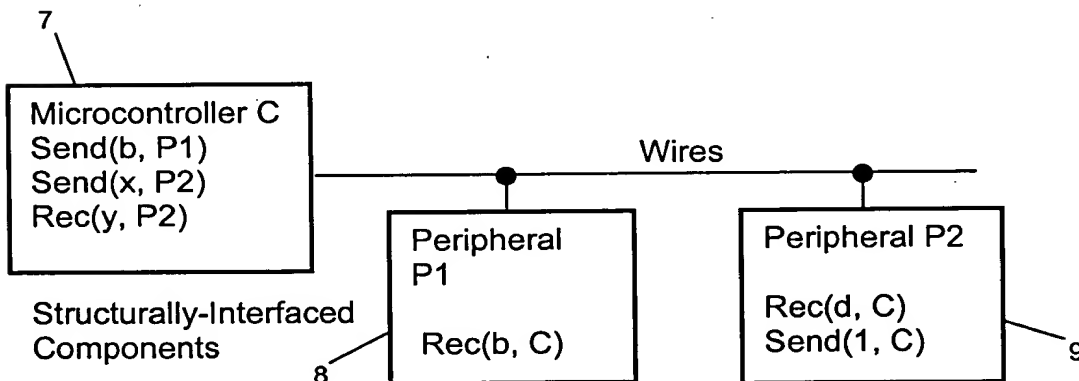 7
Microcontroller C
Send(b, P1)
Send(x, P2)
Rec(y, P2)
Wires
Peripheral
P1
Rec(b, C)
Peripheral P2
Rec(d, C)
Send(1, C)
Structurally-Interfaced
Components
8
9